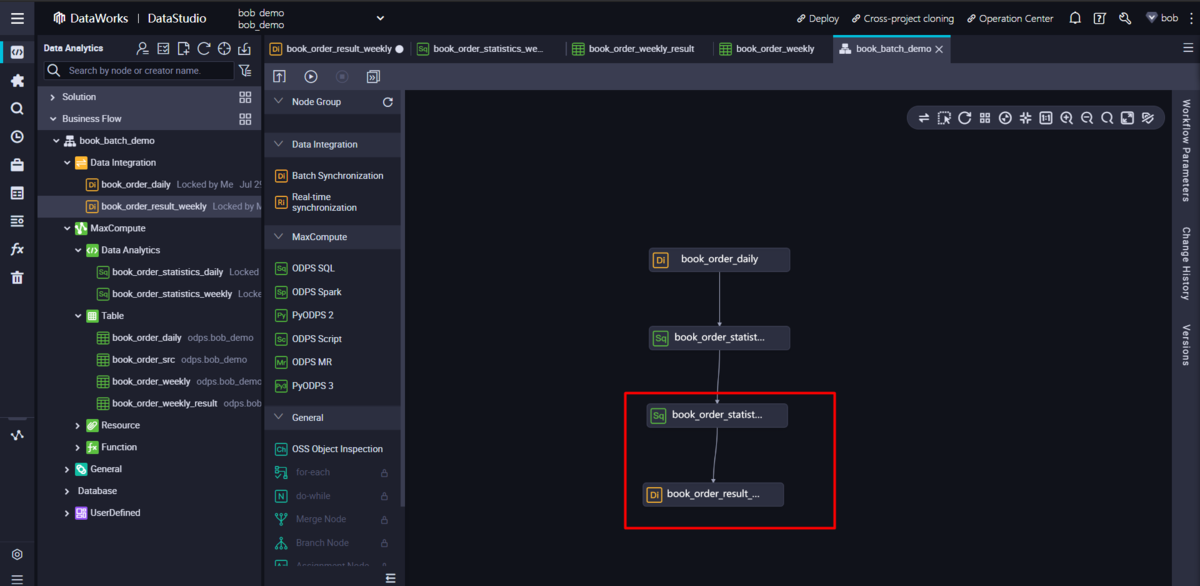 DataWorks | DataStudio
bob demo
bob_demo
Deploy
Cross-project cloning
Operation Center
bob
Data Analytics
Search by node or creator name.
Solution
Business Flow
book_batch_demo
Data Integration
Di book_order_daily Locked by Me Jul 29
Di book_order_result_weekly Locked by M
MaxCompute
Data Analytics
Sq book_order_statistics_daily Locked
Sq book_order_statistics_weekly Locke
Table
book_order_daily odps.bob_demo
book_order_src odps.bob_demo
book_order_weekly odps.bob_demo
book_order_weekly_result odps.bob
Resource
fx Function
General
Database
UserDefined
fx
Di book_order_result_weekly
Sq book_order_statistics_we...
book_order_weekly_result
book_order_weekly
book_batch_demo
Node Group
Data Integration
Di Batch Synchronization
Ri Real-time
synchronization
MaxCompute
Sq ODPS SQL
Sp ODPS Spark
Py PyODPS 2
Sc ODPS Script
Mr ODPS MR
Py3 PyODPS 3
General
Ch OSS Object Inspection
for-each
N do-while
Merge Node
Branch Node
Assignment Node
1:1
Di book_order_daily
Sq book_order_statist...
Sq book_order_statist...
Di book_order_result_...
Workflow Parameters
Change History
Versions